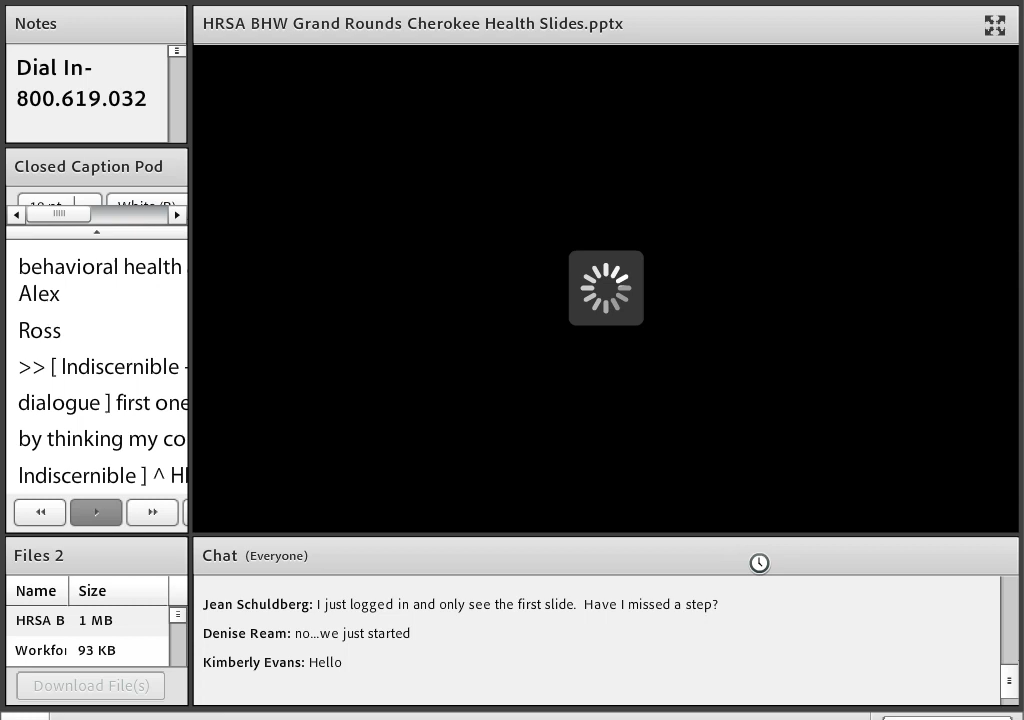 Notes
HRSA BHW Grand Rounds Cherokee Health Slides.pptx
Dial In-
800.619.032
Closed Caption Pod
behavioral health
Alex
Ross
>> [ Indiscernible -
dialogue ] first one
by thinking my co
Indiscernible ] ^
Files 2
Name Size
HRSA B 1 MB
Workfo 93 KB
Download File(s)
Chat (Everyone)
Jean Schuldberg: I just logged in and only see the first slide. Have I missed a step?
Denise Ream: no...we just started
Kimberly Evans: Hello